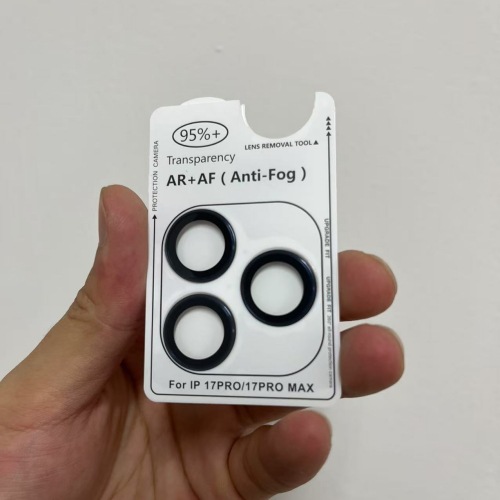 95%+
LENS REMOVAL TOOL▲
Transparency
AR+AF ( Anti-Fog )
PROTECTION CAMERA
UPGRADE FIT
UPGRADE FIT
For IP 17PRO/17PRO MAX